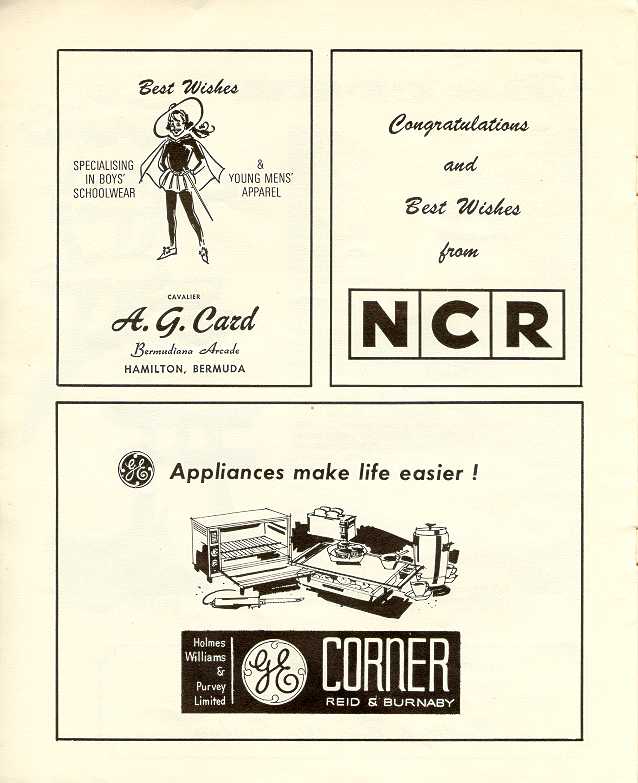 Best Wishes
SPECIALISING
IN BOYS'
SCHOOLWEAR
&
YOUNG MENS'
APPAREL
CAVALIER
A. G. Card
Bermudiana Arcade
HAMILTON, BERMUDA
Congratulations
and
Best Wishes
from
NCR
GE Appliances make life easier !
Holmes
Williams
&
Purvey
Limited
GE
CORNER
REID & BURNABY